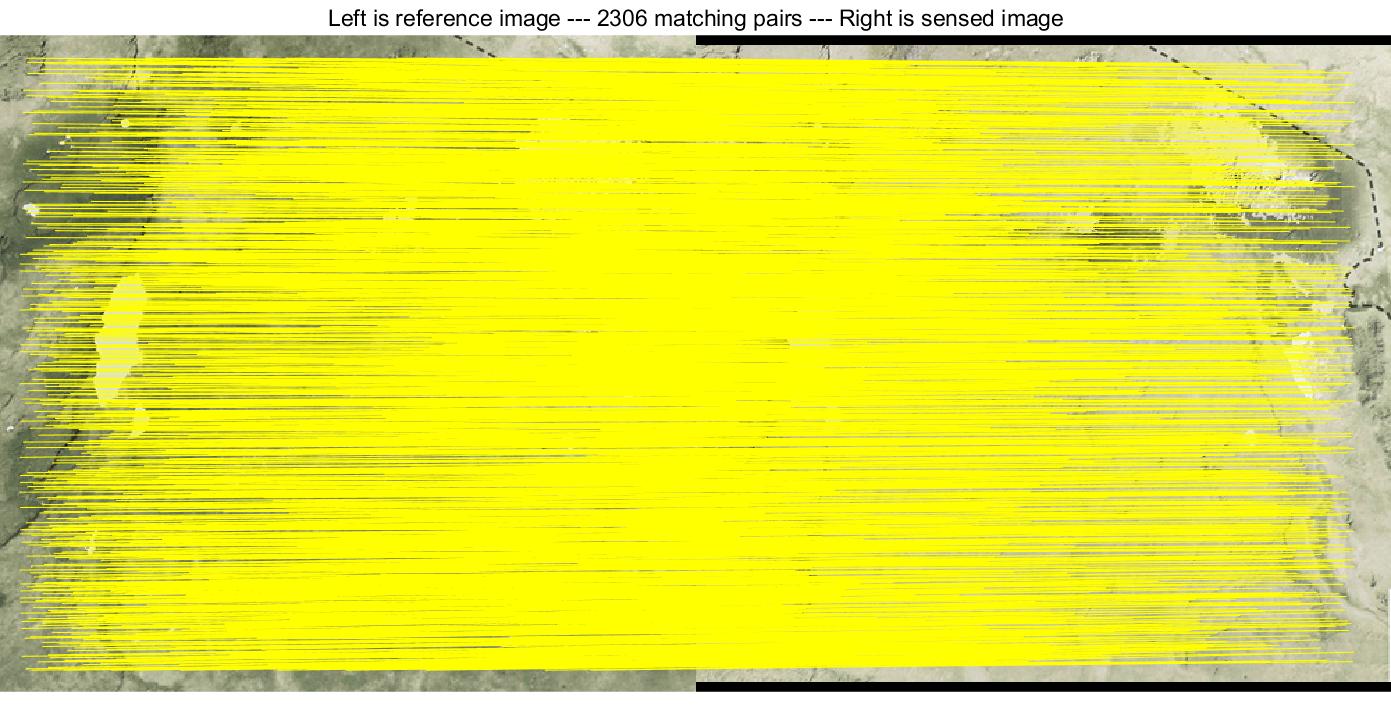 Left is reference image --- 2306 matching pairs --- Right is sensed image